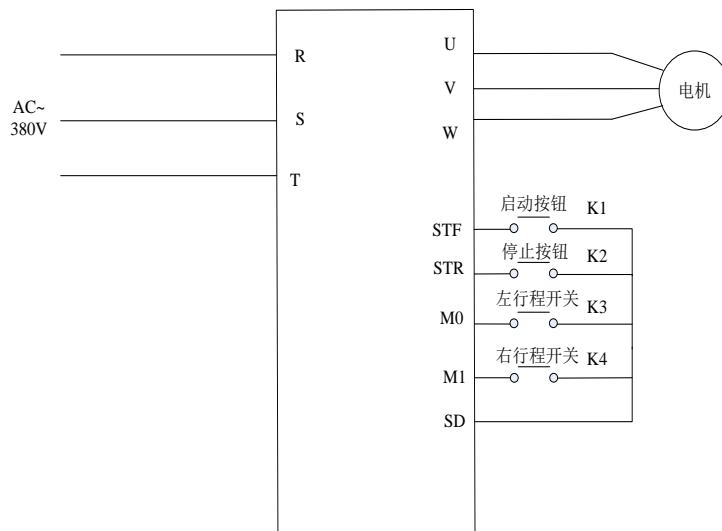 R
U
AC~
380V
S
V
电机
W
T
启动按钮 K1
STF
停止按钮 K2
STR
左行程开关 K3
M0
右行程开关 K4
M1
SD